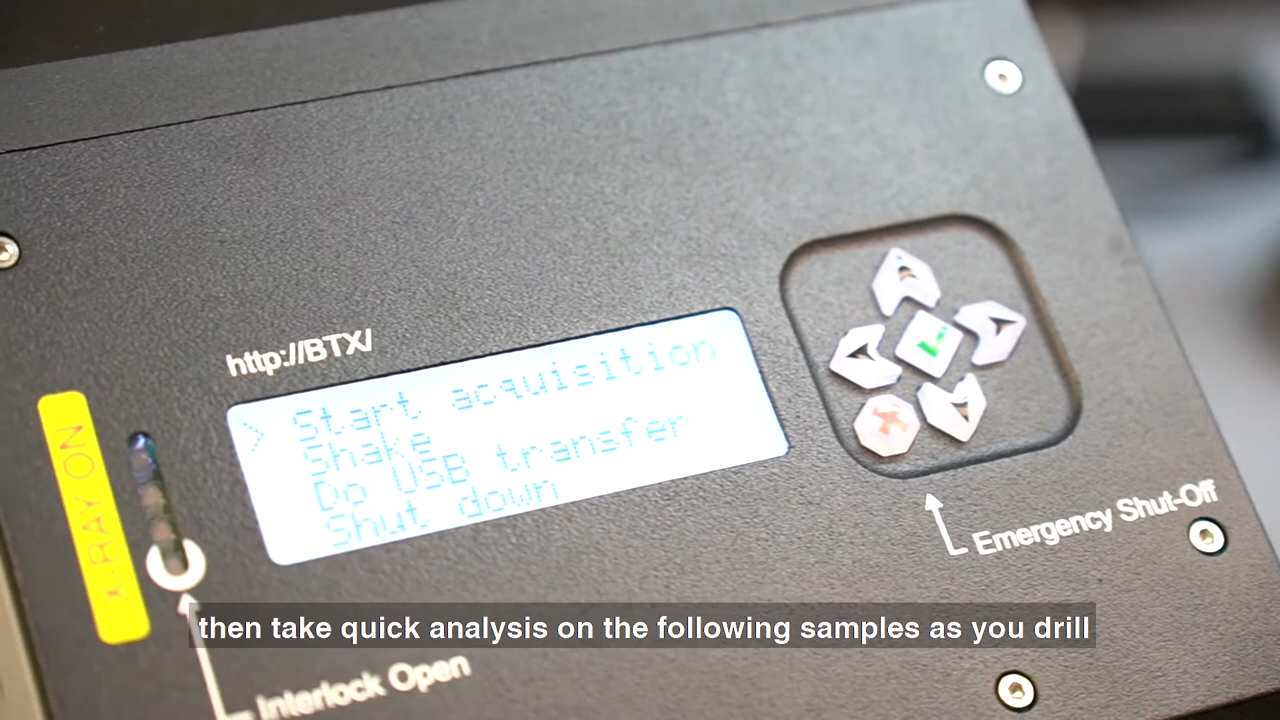 http://BTX/
> Start acquisition
Shake
Do USB transfer
Shut down
X-RAY ON
Emergency Shut-Off
Interlock Open
then take quick analysis on the following samples as you drill